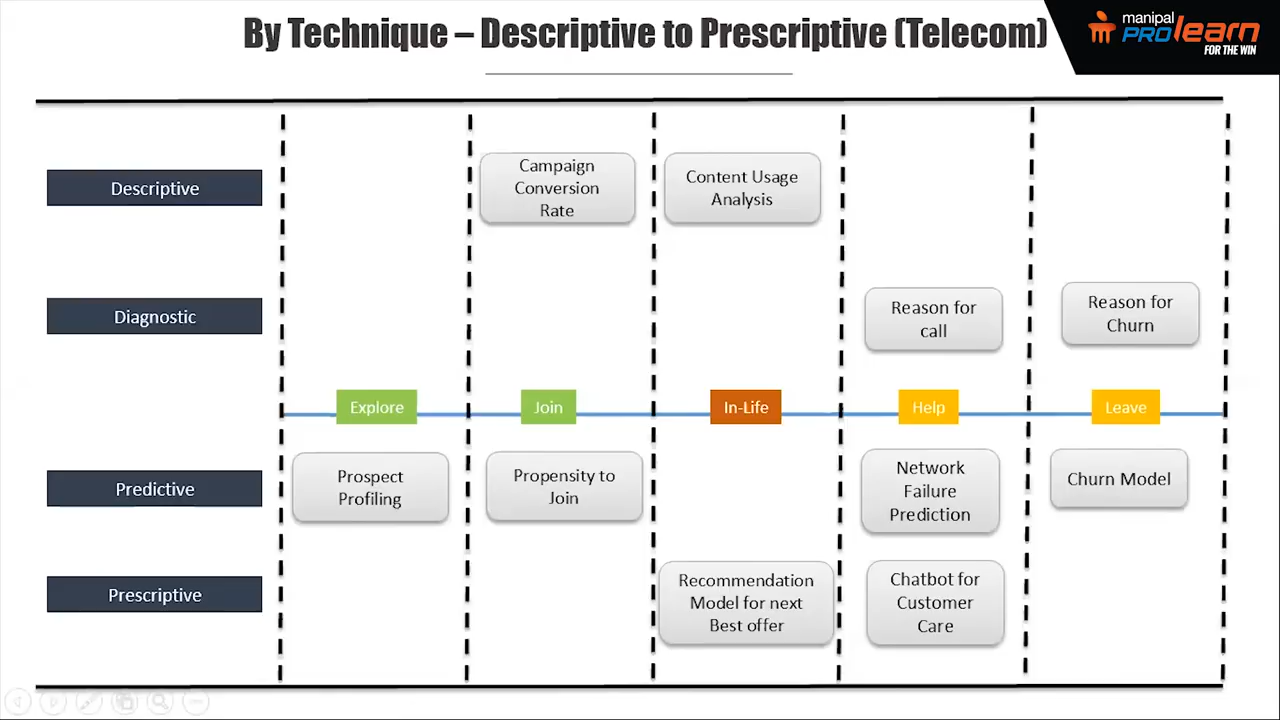 By Technique – Descriptive to Prescriptive (Telecom)
manipal
PROlearn
FOR THE WIN
Descriptive
Campaign
Conversion
Rate
Content Usage
Analysis
Diagnostic
Reason for
call
Reason for
Churn
Explore
Join
In-Life
Help
Leave
Predictive
Prospect
Profiling
Propensity to
Join
Network
Failure
Prediction
Churn Model
Prescriptive
Recommendation
Model for next
Best offer
Chatbot for
Customer
Care